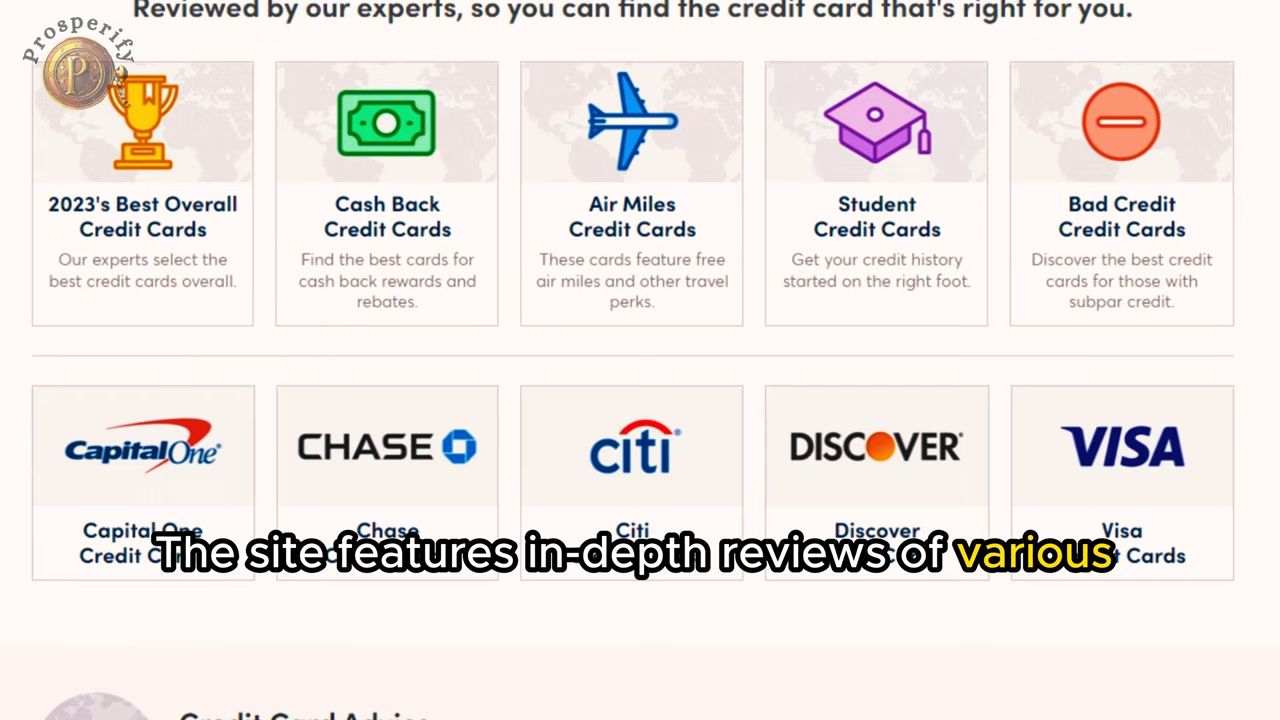 Reviewed by our experts, so you can find the credit card that's right for you.
Prosperify
P
2023's Best Overall
Credit Cards
Our experts select the
best credit cards overall.
Cash Back
Credit Cards
Find the best cards for
cash back rewards and
rebates.
Air Miles
Credit Cards
These cards feature free
air miles and other travel
perks.
Student
Credit Cards
Get your credit history
started on the right foot.
Bad Credit
Credit Cards
Discover the best credit
cards for those with
subpar credit.
Capital One
CHASE
citi
DISCOVER
VISA
Capital One
Credit
Chase
Citi
Discover
Visa
Cards
The site features in-depth reviews of various
Credit Card Advice